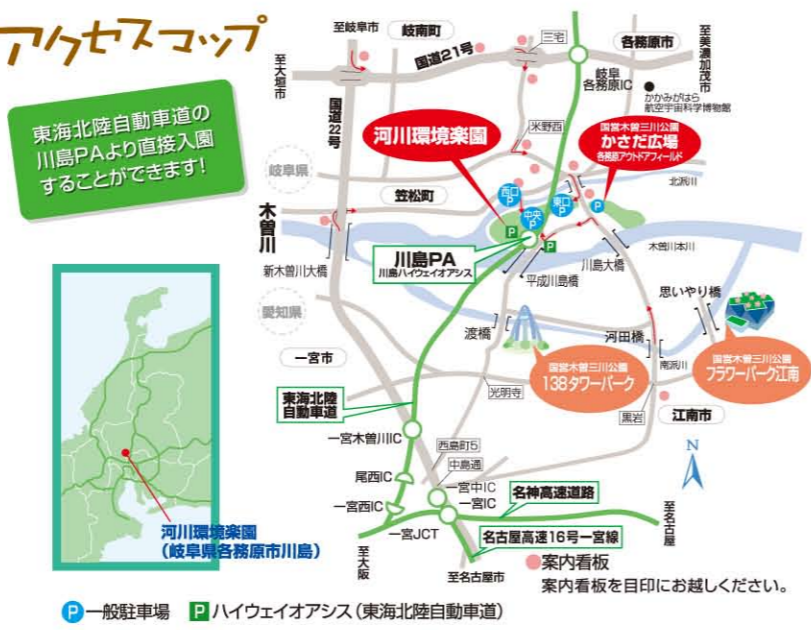 アクセスマップ
東海北陸自動車道の
川島PAより直接入園
することができます!
至岐阜市
岐南町
三宅
各務原市
至美濃加茂市
至大垣市
国道21号
岐阜
各務原IC
かかみがはら
航空宇宙科学博物館
国道22号
米野西
河川環境楽園
国営木曽三川公園
かさだ広場
各務原アウトドアフィールド
岐阜県
北派川
笠松町
西口
P
中央
P
東口
P
P
P
P
木曽川
木曽川本川
新木曽川大橋
川島PA
川島ハイウェイオアシス
平成川島橋
川島大橋
思いやり橋
愛知県
渡橋
河田橋
南派川
一宮市
国営木曽三川公園
138タワーパーク
国営木曽三川公園
フラワーパーク江南
光明寺
東海北陸
自動車道
黒岩
江南市
一宮木曽川IC
西島町5
中島通
N
尾西IC
一宮中IC
一宮西IC
一宮IC
名神高速道路
至名古屋
一宮JCT
名古屋高速16号一宮線
至大阪
至名古屋市
案内看板
案内看板を目印にお越しください。
河川環境楽園
(岐阜県各務原市川島)
P 一般駐車場 P ハイウェイオアシス(東海北陸自動車道)